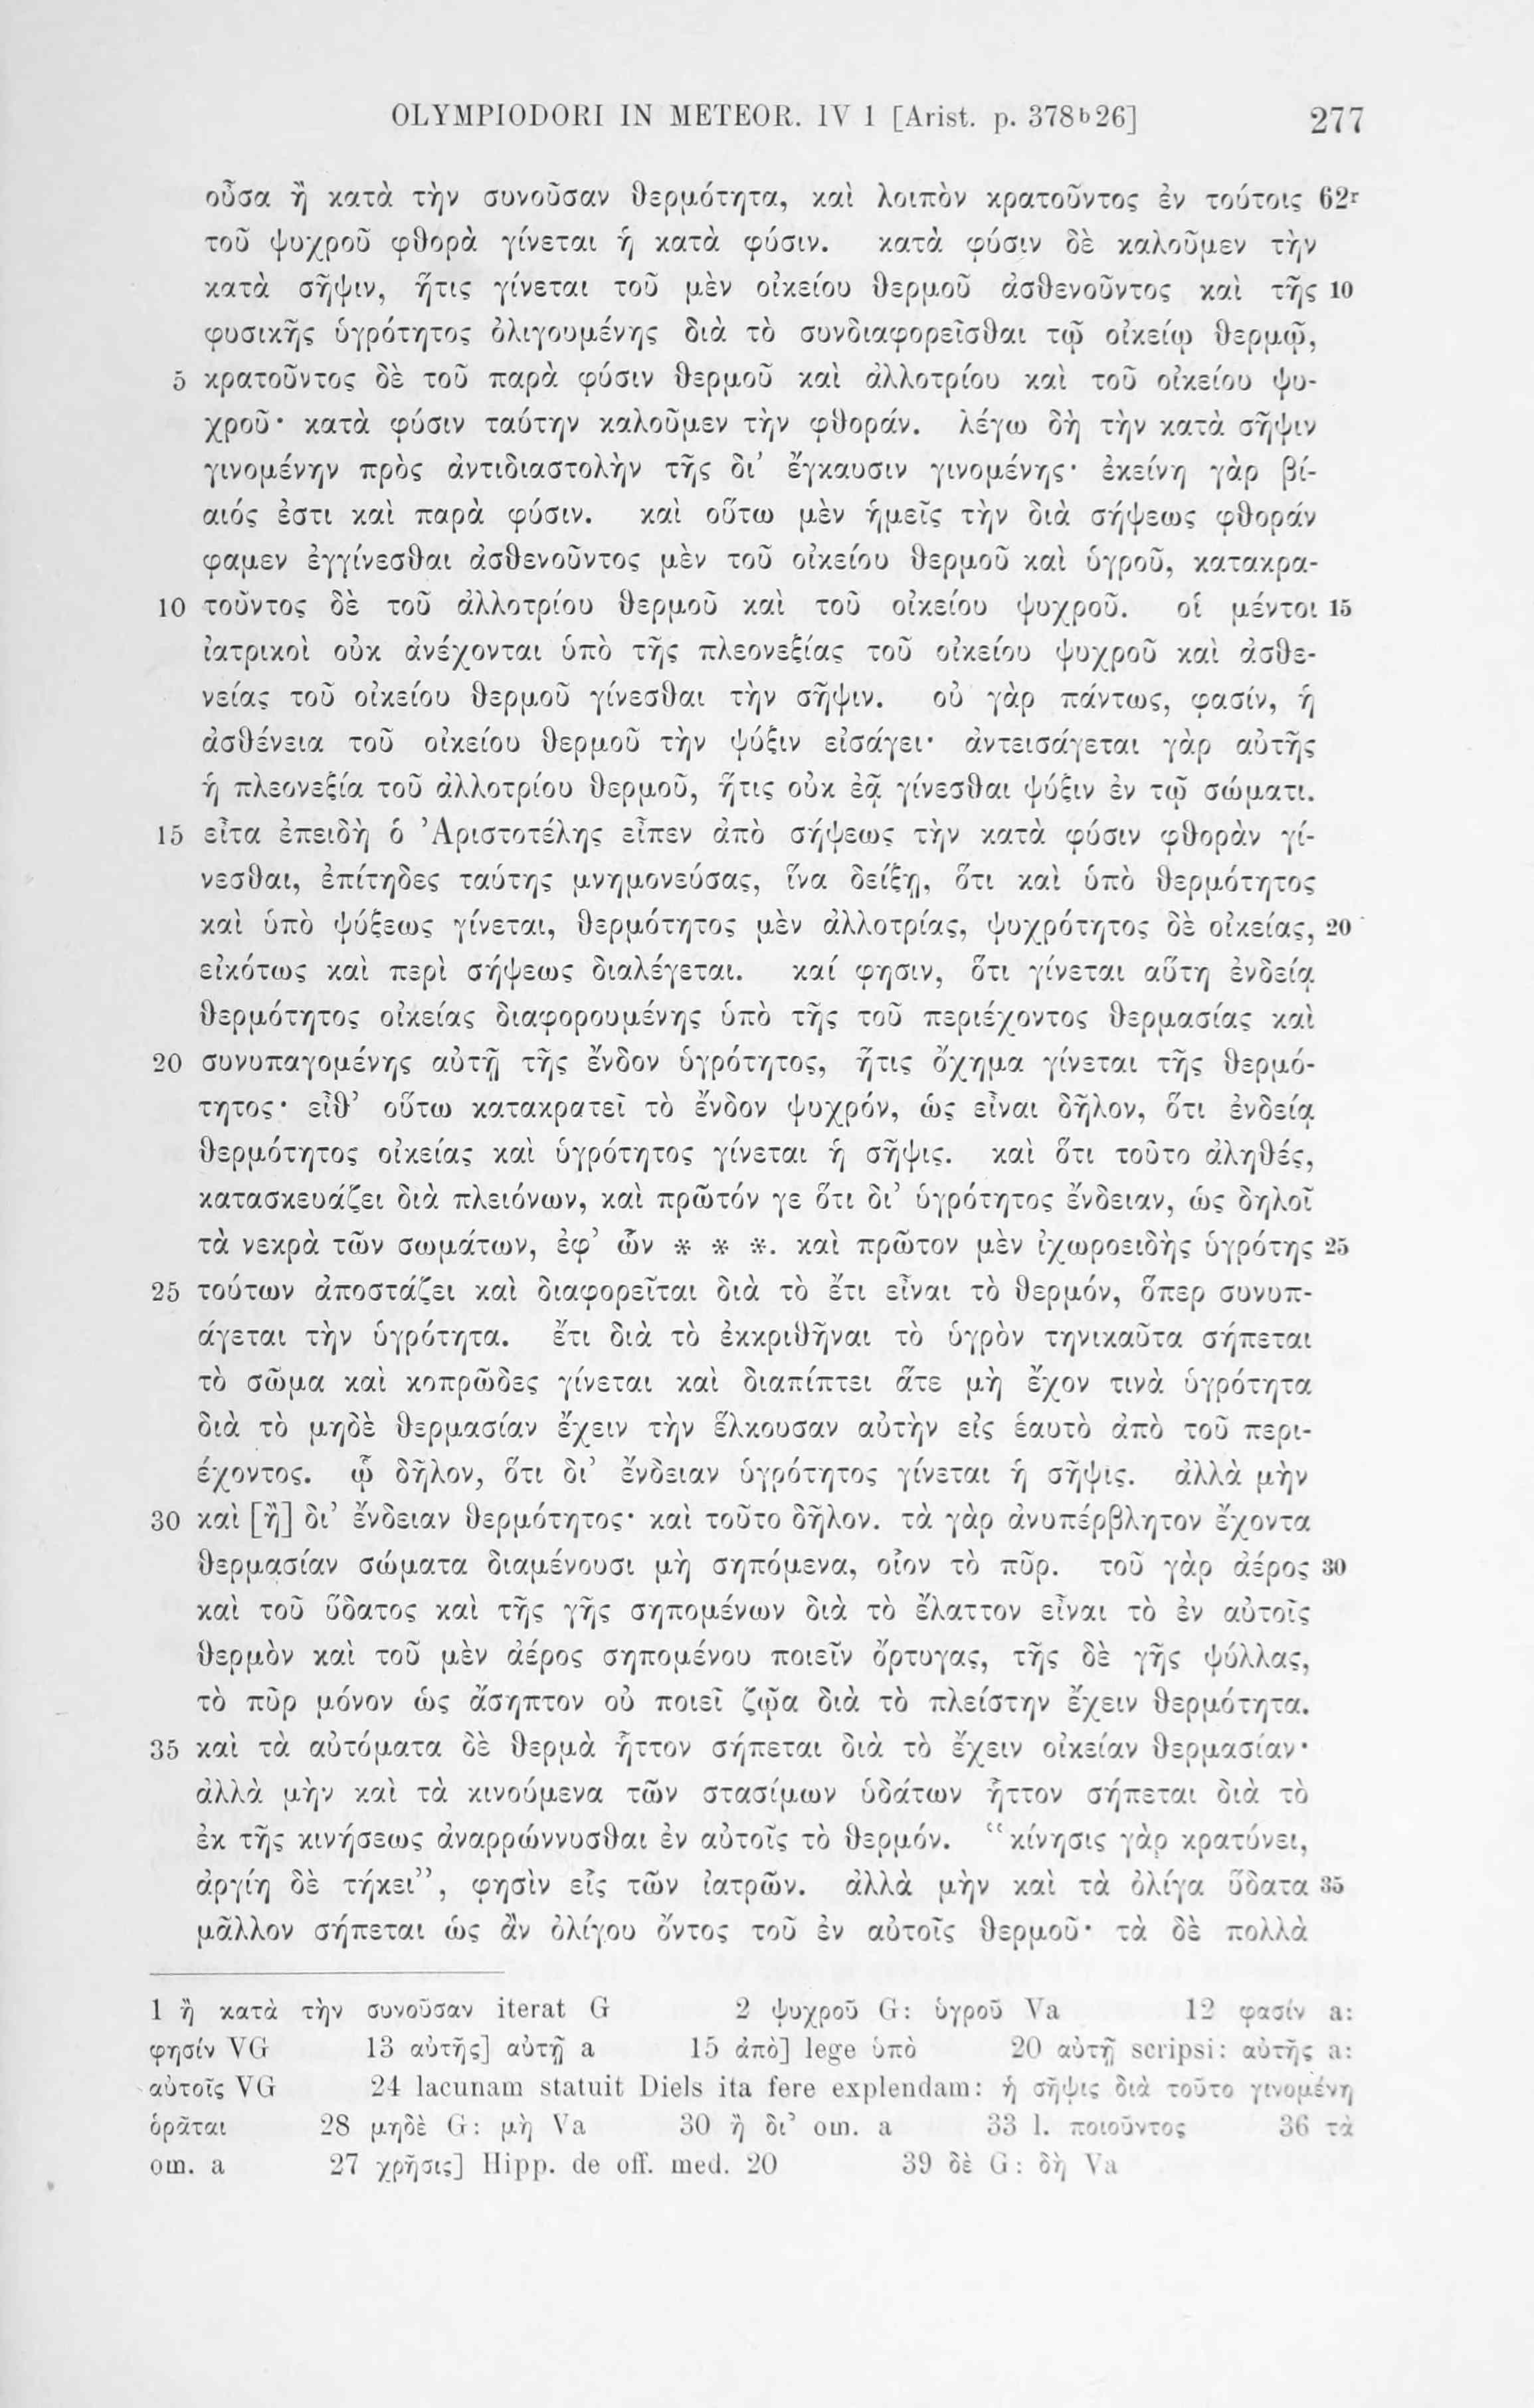 OLYMPIODORI IN METEOR. IV 1 [Arist. p. 378b26] 277
οὖσα ἢ κατὰ τὴν συνοῦσαν θερμότητα, καὶ λοιπὸν κρατοῦντος ἐν τούτοις 62r
τοῦ ψυχροῦ φθορὰ γίνεται ἡ κατὰ φύσιν. κατὰ φύσιν δὲ καλοῦμεν τὴν
κατὰ σῆψιν, ἥτις γίνεται τοῦ μὲν οἰκείου θερμοῦ ἀσθενοῦντος καὶ τῆς 10
φυσικῆς ὑγρότητος ὀλιγουμένης διὰ τὸ συνδιαφορεῖσθαι τῷ οἰκείῳ θερμῷ,
5 κρατοῦντος δὲ τοῦ παρὰ φύσιν θερμοῦ καὶ ἀλλοτρίου καὶ τοῦ οἰκείου ψυ-
χροῦ· κατὰ φύσιν ταύτην καλοῦμεν τὴν φθοράν. λέγω δὴ τὴν κατὰ σῆψιν
γινομένην πρὸς ἀντιδιαστολὴν τῆς δι' ἔγκαυσιν γινομένης· ἐκείνη γὰρ βί-
αιός ἐστι καὶ παρὰ φύσιν. καὶ οὕτω μὲν ἡμεῖς τὴν διὰ σήψεως φθοράν
φαμεν ἐγγίνεσθαι ἀσθενοῦντος μὲν τοῦ οἰκείου θερμοῦ καὶ ὑγροῦ, κατακρα-
10 τοῦντος δὲ τοῦ ἀλλοτρίου θερμοῦ καὶ τοῦ οἰκείου ψυχροῦ. οἱ μέντοι 15
ἰατρικοὶ οὐκ ἀνέχονται ὑπὸ τῆς πλεονεξίας τοῦ οἰκείου ψυχροῦ καὶ ἀσθε-
νείας τοῦ οἰκείου θερμοῦ γίνεσθαι τὴν σῆψιν. οὐ γὰρ πάντως, φασίν, ἡ
ἀσθένεια τοῦ οἰκείου θερμοῦ τὴν ψύξιν εἰσάγει· ἀντεισάγεται γὰρ αὐτῆς
ἡ πλεονεξία τοῦ ἀλλοτρίου θερμοῦ, ἥτις οὐκ ἐᾷ γίνεσθαι ψύξιν ἐν τῷ σώματι.
15 εἶτα ἐπειδὴ ὁ Ἀριστοτέλης εἶπεν ἀπὸ σήψεως τὴν κατὰ φύσιν φθορὰν γί-
νεσθαι, ἐπίτηδες ταύτης μνημονεύσας, ἵνα δείξῃ, ὅτι καὶ ὑπὸ θερμότητος
καὶ ὑπὸ ψύξεως γίνεται, θερμότητος μὲν ἀλλοτρίας, ψυχρότητος δὲ οἰκείας, 20
εἰκότως καὶ περὶ σήψεως διαλέγεται. καί φησιν, ὅτι γίνεται αὕτη ἐνδείᾳ
θερμότητος οἰκείας διαφορουμένης ὑπὸ τῆς τοῦ περιέχοντος θερμασίας καὶ
20 συνυπαγομένης αὐτῇ τῆς ἔνδον ὑγρότητος, ἥτις ὄχημα γίνεται τῆς θερμό-
τητος· εἶθ' οὕτω κατακρατεῖ τὸ ἔνδον ψυχρόν, ὡς εἶναι δῆλον, ὅτι ἐνδείᾳ
θερμότητος οἰκείας καὶ ὑγρότητος γίνεται ἡ σῆψις. καὶ ὅτι τοῦτο ἀληθές,
κατασκευάζει διὰ πλειόνων, καὶ πρῶτόν γε ὅτι δι' ὑγρότητος ἔνδειαν, ὡς δηλοῖ
τὰ νεκρὰ τῶν σωμάτων, ἐφ' ὧν * * *. καὶ πρῶτον μὲν ἰχωροειδὴς ὑγρότης 25
25 τούτων ἀποστάζει καὶ διαφορεῖται διὰ τὸ ἔτι εἶναι τὸ θερμόν, ὅπερ συνυπ-
άγεται τὴν ὑγρότητα. ἔτι διὰ τὸ ἐκκριθῆναι τὸ ὑγρὸν τηνικαῦτα σήπεται
τὸ σῶμα καὶ κοπρῶδες γίνεται καὶ διαπίπτει ἅτε μὴ ἔχον τινὰ ὑγρότητα
διὰ τὸ μηδὲ θερμασίαν ἔχειν τὴν ἕλκουσαν αὐτὴν εἰς ἑαυτὸ ἀπὸ τοῦ περι-
έχοντος. ᾧ δῆλον, ὅτι δι' ἔνδειαν ὑγρότητος γίνεται ἡ σῆψις. ἀλλὰ μὴν
30 καὶ [ἢ] δι' ἔνδειαν θερμότητος· καὶ τοῦτο δῆλον. τὰ γὰρ ἀνυπέρβλητον ἔχοντα
θερμασίαν σώματα διαμένουσι μὴ σηπόμενα, οἷον τὸ πῦρ. τοῦ γὰρ ἀέρος 30
καὶ τοῦ ὕδατος καὶ τῆς γῆς σηπομένων διὰ τὸ ἔλαττον εἶναι τὸ ἐν αὐτοῖς
θερμὸν καὶ τοῦ μὲν ἀέρος σηπομένου ποιεῖν ὄρτυγας, τῆς δὲ γῆς ψύλλας,
τὸ πῦρ μόνον ὡς ἄσηπτον οὐ ποιεῖ ζῷα διὰ τὸ πλείστην ἔχειν θερμότητα.
35 καὶ τὰ αὐτόματα δὲ θερμὰ ἧττον σήπεται διὰ τὸ ἔχειν οἰκείαν θερμασίαν·
ἀλλὰ μὴν καὶ τὰ κινούμενα τῶν στασίμων ὑδάτων ἧττον σήπεται διὰ τὸ
ἐκ τῆς κινήσεως ἀναρρώννυσθαι ἐν αὐτοῖς τὸ θερμόν. “κίνησις γὰρ κρατύνει,
ἀργίη δὲ τήκει”, φησὶν εἷς τῶν ἰατρῶν. ἀλλὰ μὴν καὶ τὰ ὀλίγα ὕδατα 35
μᾶλλον σήπεται ὡς ἂν ὀλίγου ὄντος τοῦ ἐν αὐτοῖς θερμοῦ· τὰ δὲ πολλὰ
1 ἢ κατὰ τὴν συνοῦσαν iterat G 2 ψυχροῦ G: ὑγροῦ Va 12 φασίν a:
φησίν VG 13 αὐτῆς] αὐτῇ a 15 ἀπὸ] lege ὑπὸ 20 αὐτῇ scripsi: αὐτῆς a:
αὐτοῖς VG 24 lacunam statuit Diels ita fere explendam: ἡ σῆψις διὰ τοῦτο γινομένη
ὁρᾶται 28 μηδὲ G: μὴ Va 30 ἢ δι' om. a 33 l. ποιοῦντος 36 τὰ
om. a 27 χρῆσις] Hipp. de off. med. 20 39 δὲ G: δὴ Va